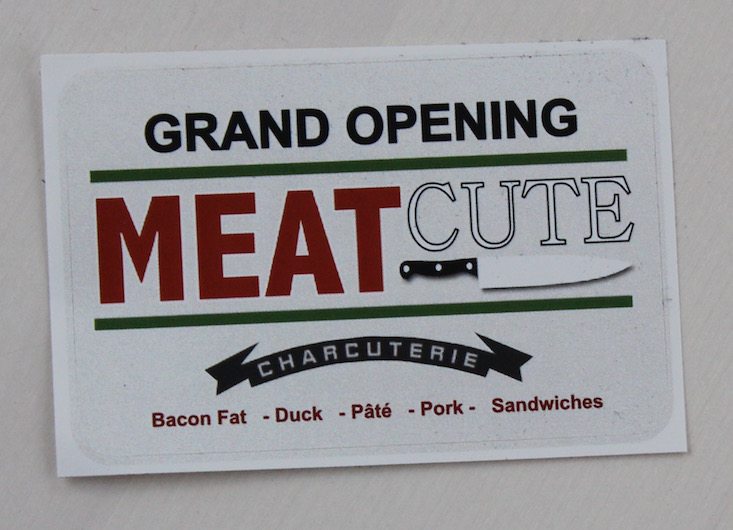 GRAND OPENING
MEATCUTE
CHARCUTERIE
Bacon Fat - Duck - Pâté - Pork - Sandwiches